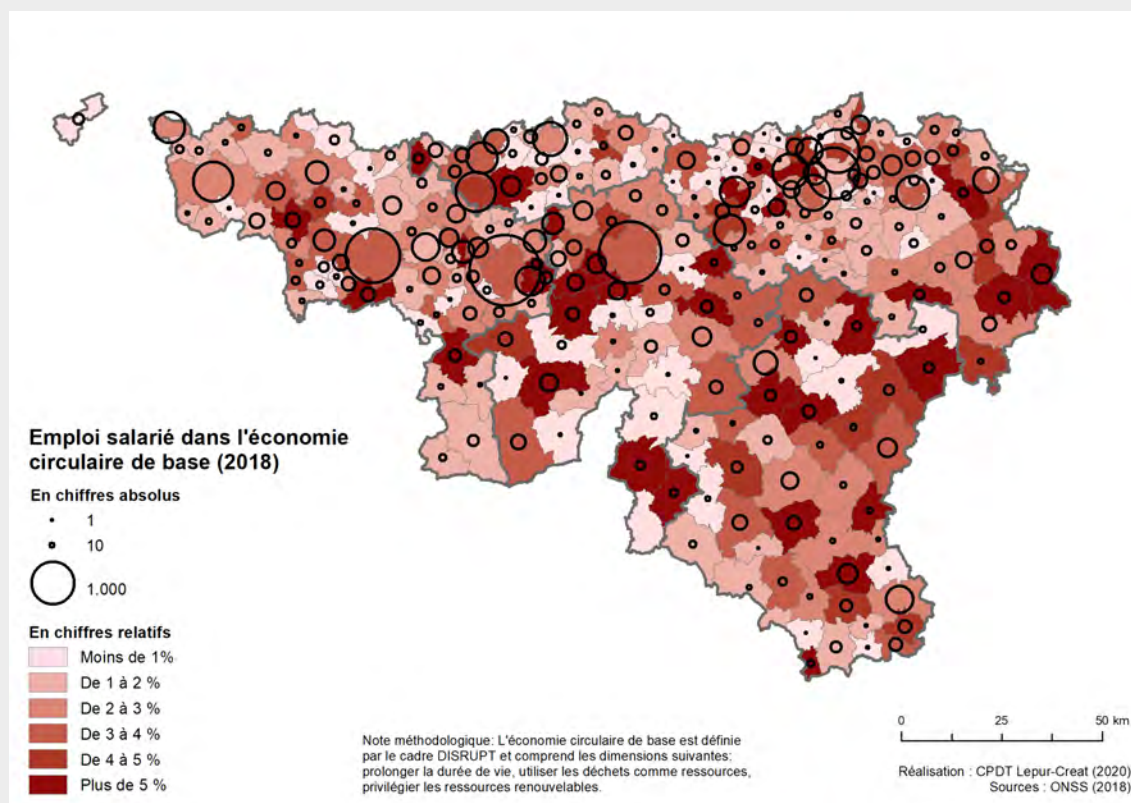 Emploi salarié dans l'économie
circulaire de base (2018)
En chiffres absolus
1
10
1.000
En chiffres relatifs
Moins de 1%
De 1 à 2 %
De 2 à 3 %
De 3 à 4 %
De 4 à 5 %
Plus de 5 %
Note méthodologique: L'économie circulaire de base est définie
par le cadre DISRUPT et comprend les dimensions suivantes:
prolonger la durée de vie, utiliser les déchets comme ressources,
privilégier les ressources renouvelables.
0 25 50 km
Réalisation : CPDT Lepur-Creat (2020)
Sources : ONSS (2018)